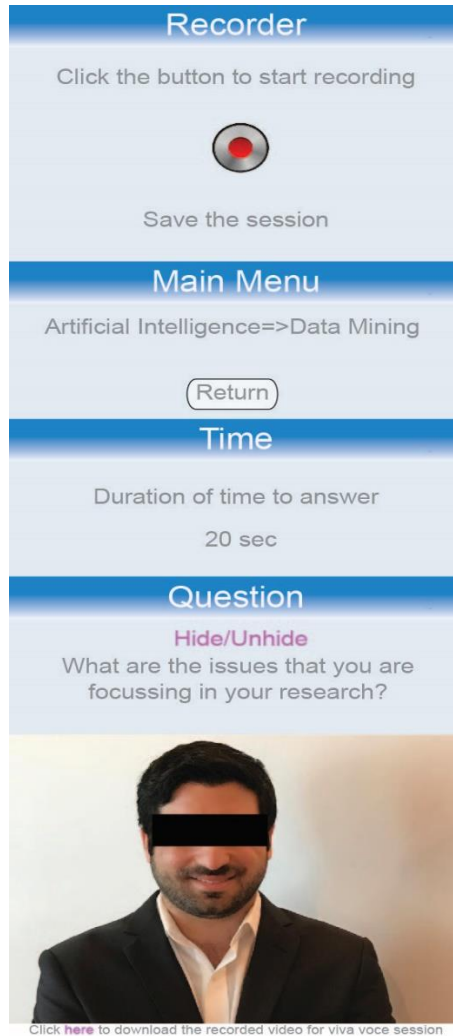 Recorder
Click the button to start recording
Save the session
Main Menu
Artificial Intelligence=>Data Mining
Return
Time
Duration of time to answer
20 sec
Question
Hide/Unhide
What are the issues that you are
focussing in your research?
Click here to download the recorded video for viva voce session